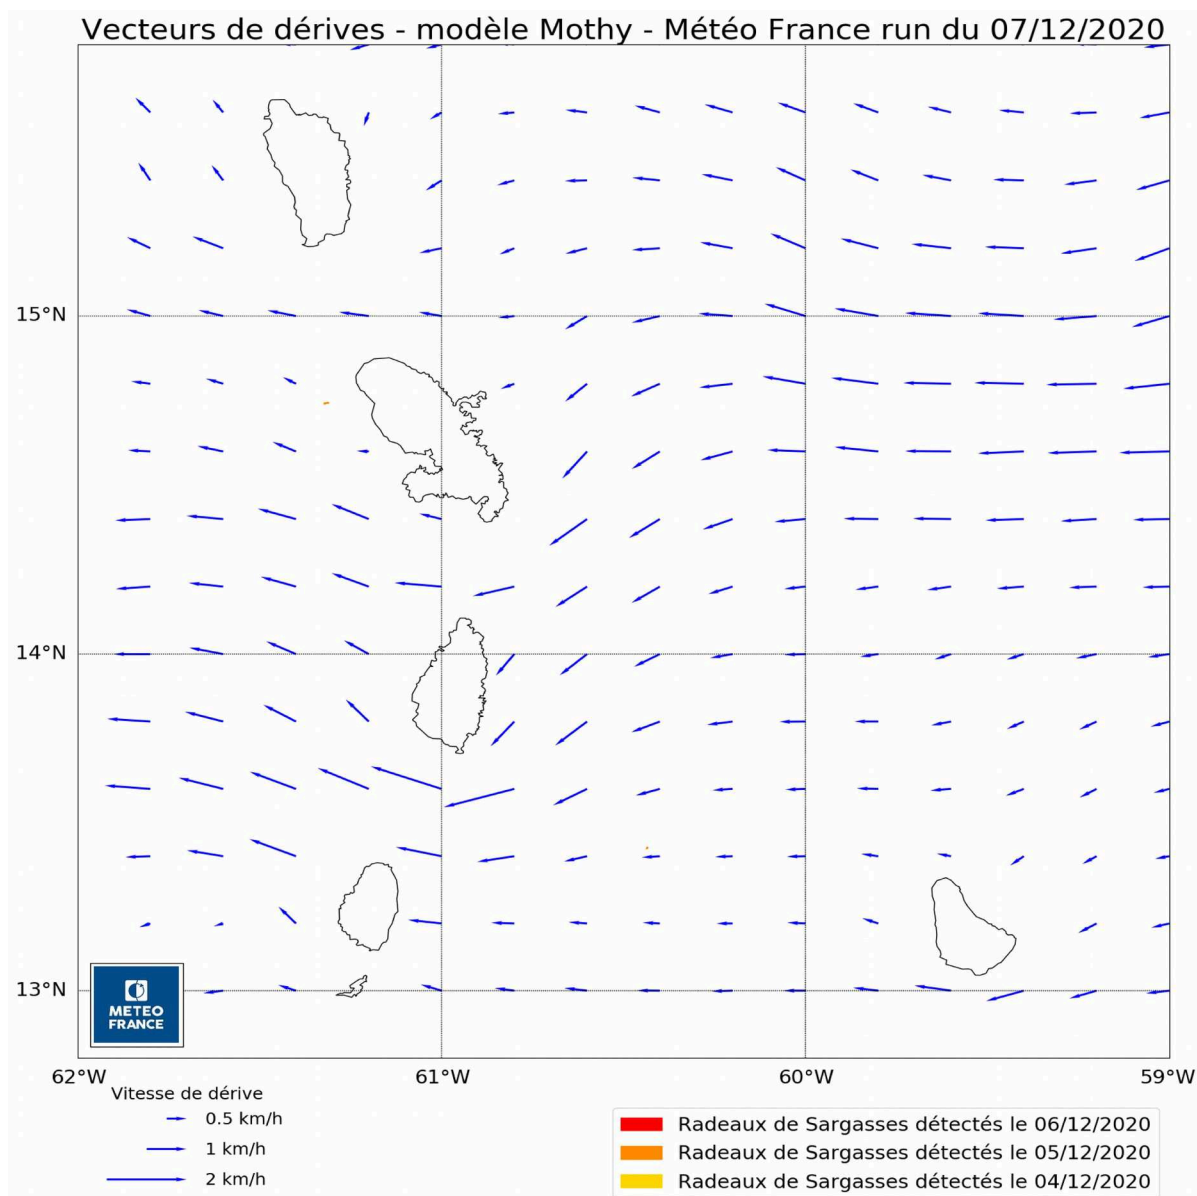 Vecteurs de dérives - modèle Mothy - Météo France run du 07/12/2020
15°N
14°N
13°N
METEO
FRANCE
62°W
61°W
60°W
59°W
Vitesse de dérive
0.5 km/h
1 km/h
2 km/h
Radeaux de Sargasses détectés le 06/12/2020
Radeaux de Sargasses détectés le 05/12/2020
Radeaux de Sargasses détectés le 04/12/2020